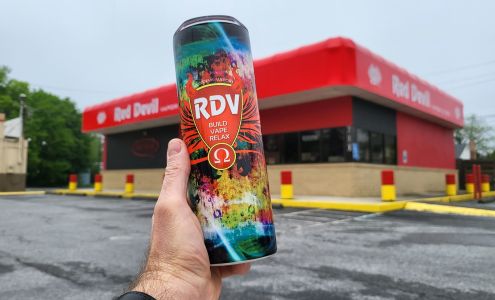 Red Devil
Red Devil
RDV
BUILD
VAPE
RELAX
Ω